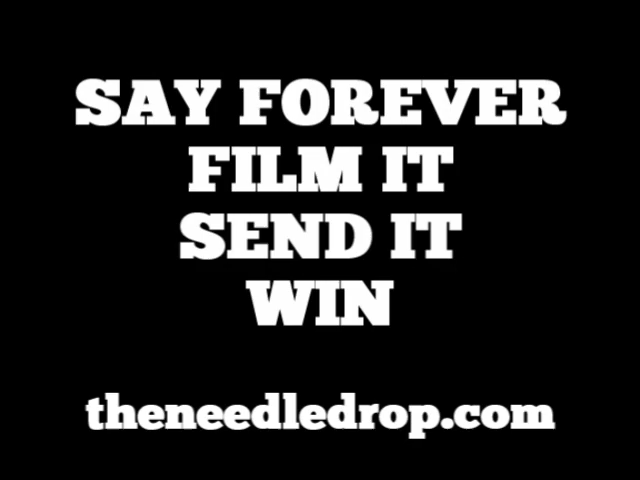 SAY FOREVER
FILM IT
SEND IT
WIN
theneedledrop.com